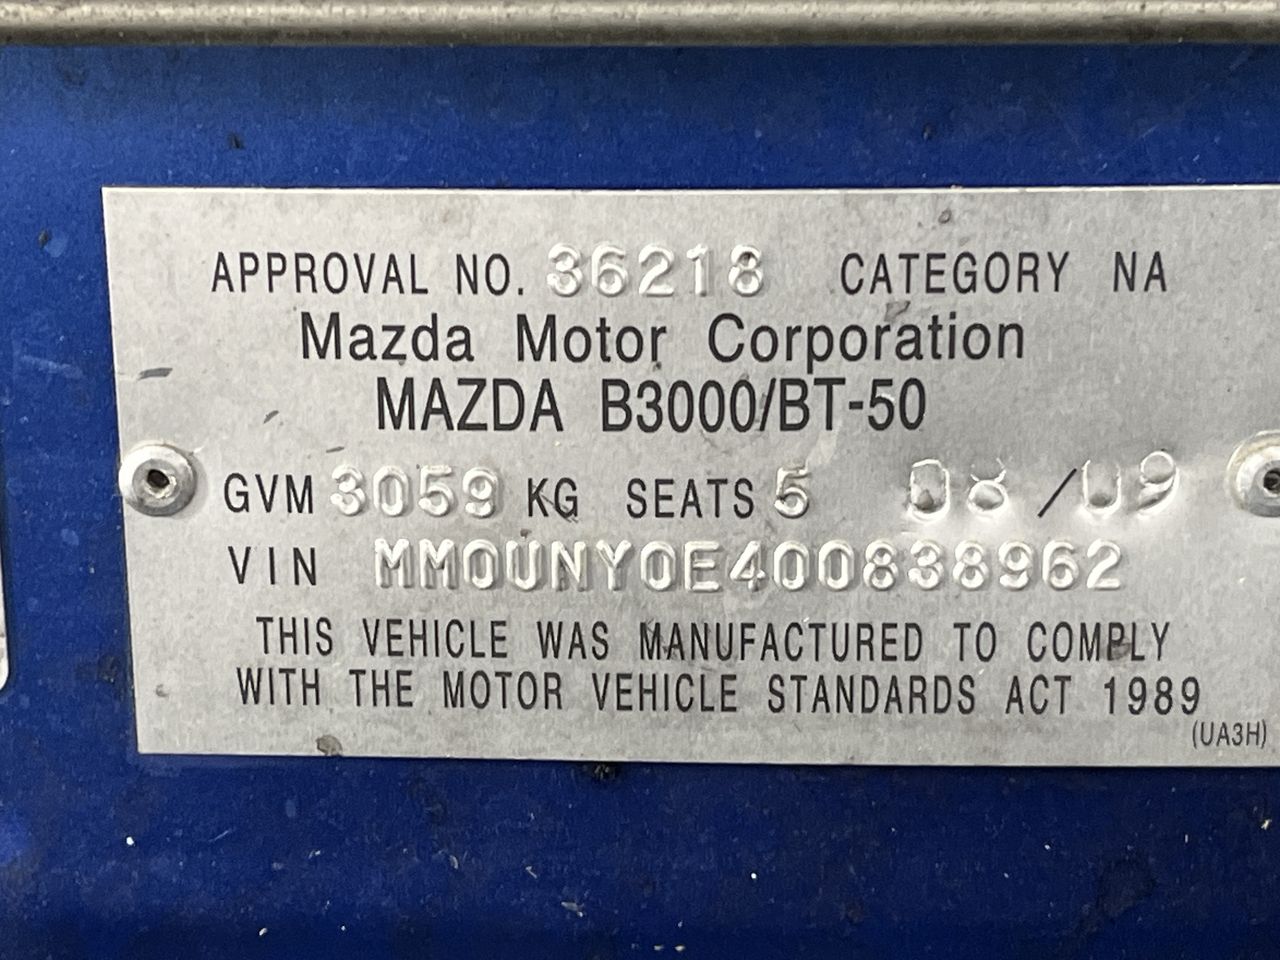 APPROVAL NO. 36218 CATEGORY NA
Mazda Motor Corporation
MAZDA B3000/BT-50
GVM 3059 KG SEATS 5 08/09
VIN MM0UNY0E400838962
THIS VEHICLE WAS MANUFACTURED TO COMPLY
WITH THE MOTOR VEHICLE STANDARDS ACT 1989
(UA3H)